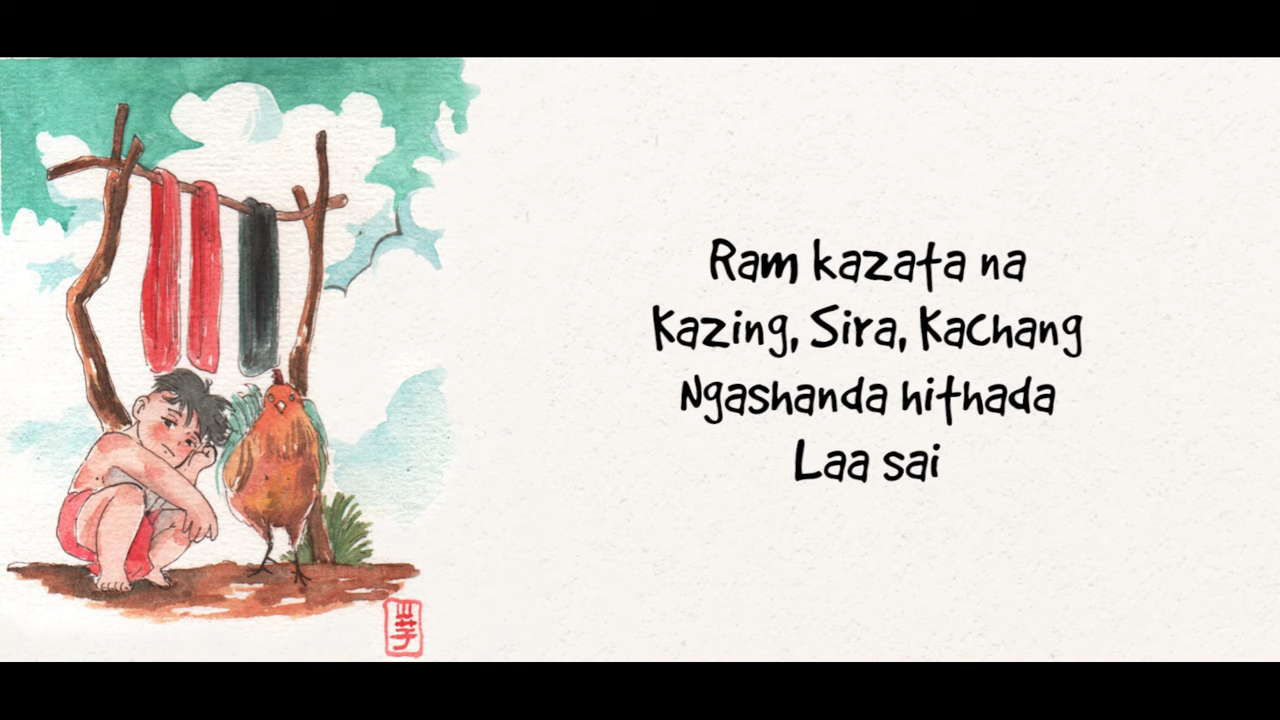 Ram kazata na
Kazing, Sira, Kachang
Ngashanda hithada
Laa sai